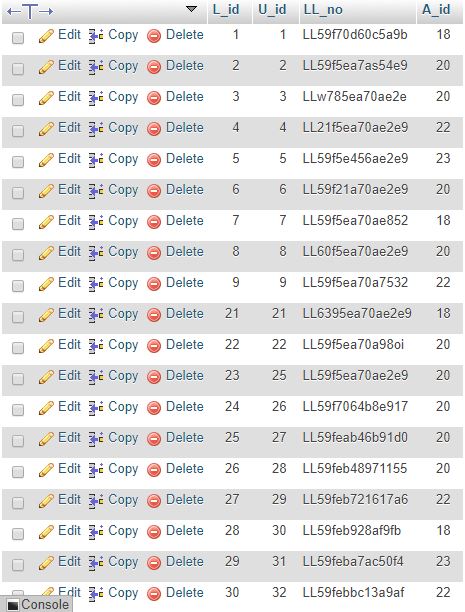 L_id U_id LL_no A_id
Edit Copy Delete 1 1 LL59f70d60c5a9b 18
Edit Copy Delete 2 2 LL59f5ea7as54e9 20
Edit Copy Delete 3 3 LLw785ea70ae2e 20
Edit Copy Delete 4 4 LL21f5ea70ae2e9 22
Edit Copy Delete 5 5 LL59f5e456ae2e9 23
Edit Copy Delete 6 6 LL59f21a70ae2e9 20
Edit Copy Delete 7 7 LL59f5ea70ae852 18
Edit Copy Delete 8 8 LL60f5ea70ae2e9 20
Edit Copy Delete 9 9 LL59f5ea70a7532 22
Edit Copy Delete 21 21 LL6395ea70ae2e9 18
Edit Copy Delete 22 22 LL59f5ea70a98oi 20
Edit Copy Delete 23 25 LL59f5ea70ae2e9 20
Edit Copy Delete 24 26 LL59f7064b8e917 20
Edit Copy Delete 25 27 LL59feab46b91d0 20
Edit Copy Delete 26 28 LL59feb48971155 20
Edit Copy Delete 27 29 LL59feb721617a6 22
Edit Copy Delete 28 30 LL59feb928af9fb 18
Edit Copy Delete 29 31 LL59feba7ac50f4 23
Edit Copy Delete 30 32 LL59febbc13a9af 22
Console